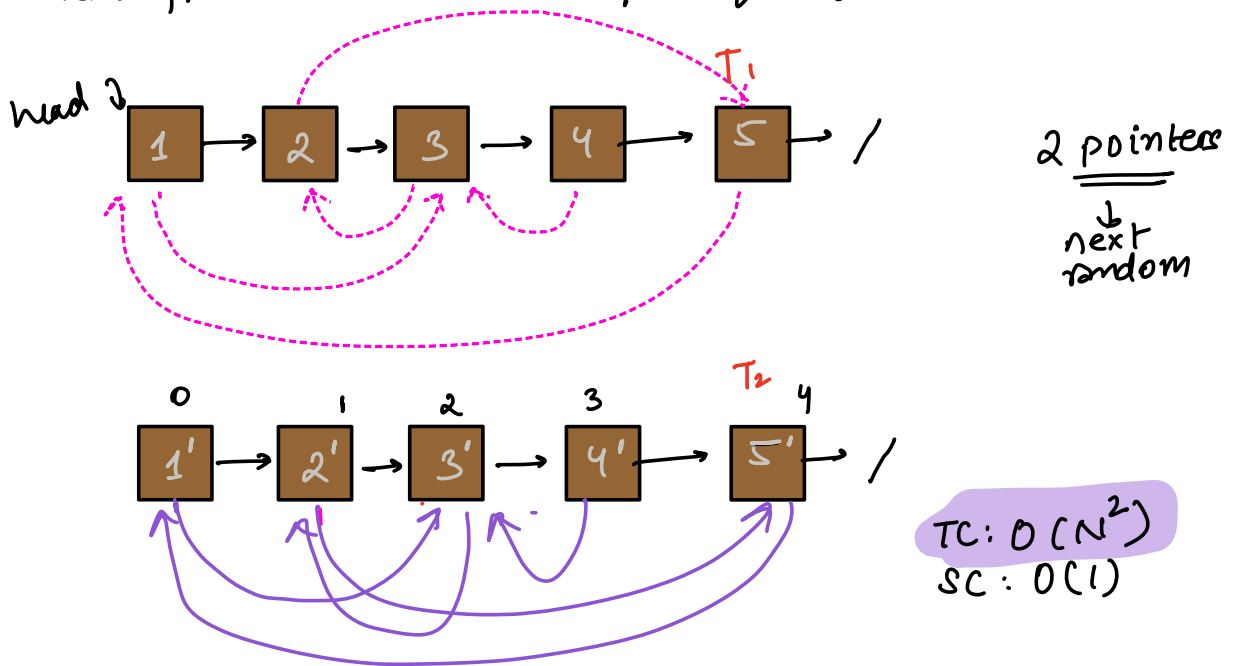 T1
head
1 2 3 4 5
2 pointers
next
random
T2
0 1 2 3 4
1' 2' 3' 4' 5'
TC: O(N²)
SC: O(1)